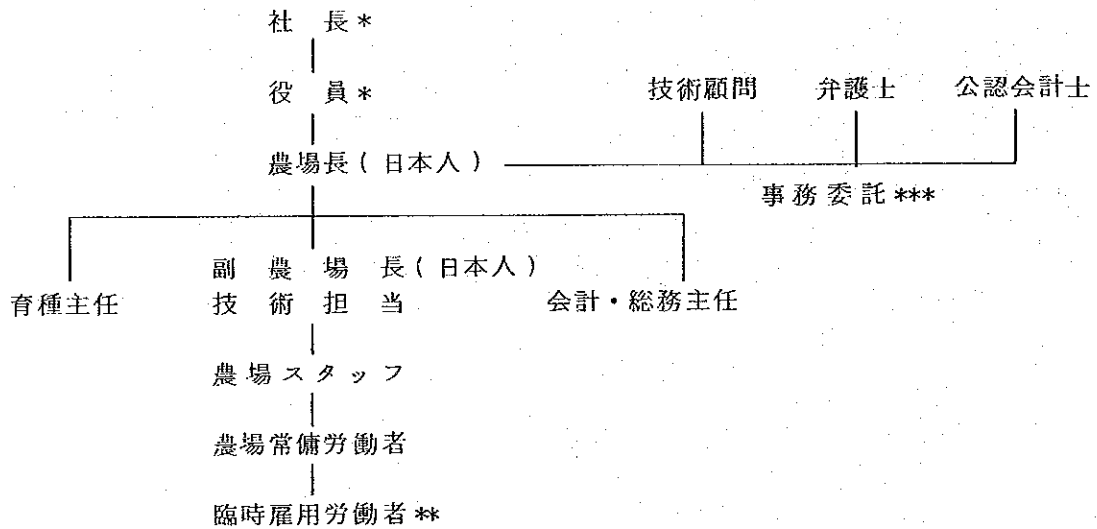 社長*
役員*
技術顧問 弁護士 公認会計士
農場長(日本人)
事務委託***
副農場長(日本人)
育種主任 技術担当 会計・総務主任
農場スタッフ
農場常傭労働者
臨時雇用労働者**